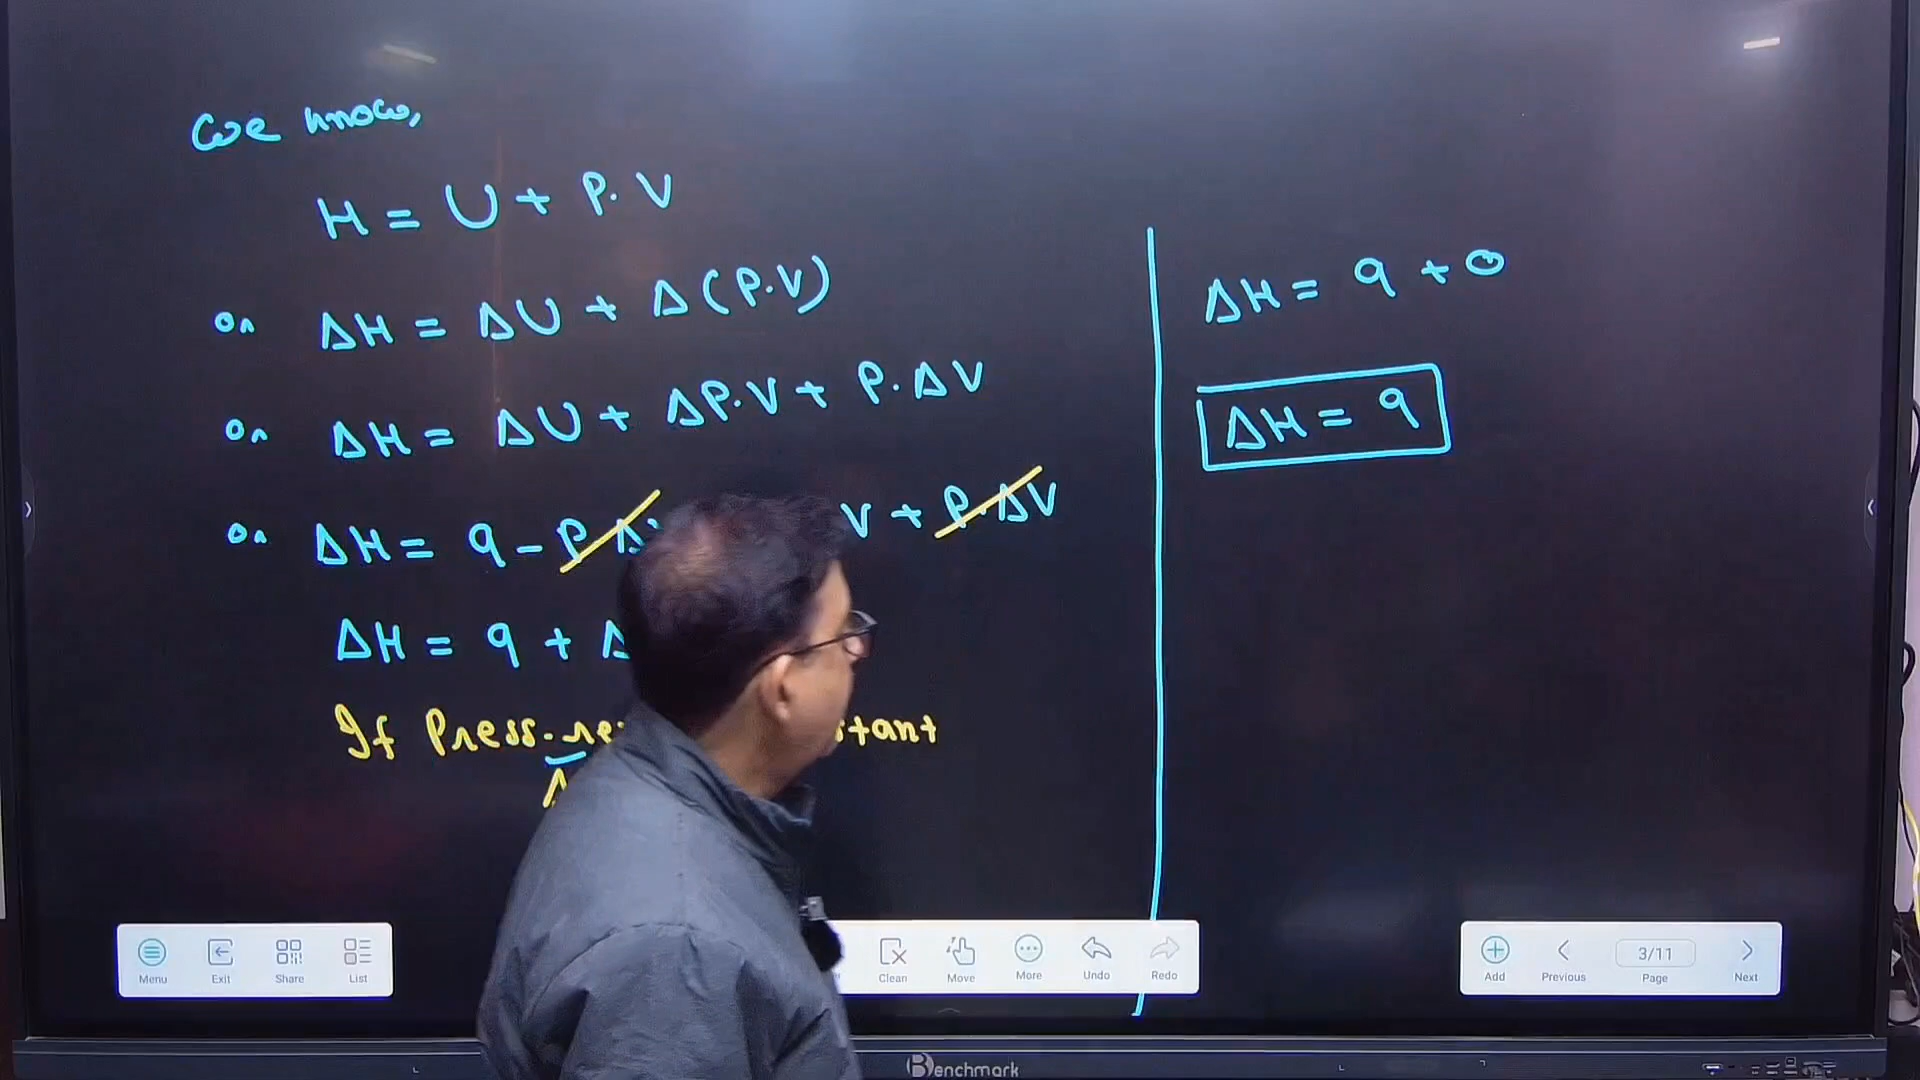 We know,
H = U + P.V
Or ΔH = ΔU + Δ(P.V)
Or ΔH = ΔU + ΔP.V + P.ΔV
Or ΔH = q - P Δ V + P.ΔV
ΔH = q + Δ
If Press
Δ
ΔH = q + 0
ΔH = q
Menu Exit Share List Clean Move More Undo Redo Add Previous 3/11 Page Next
Benchmark